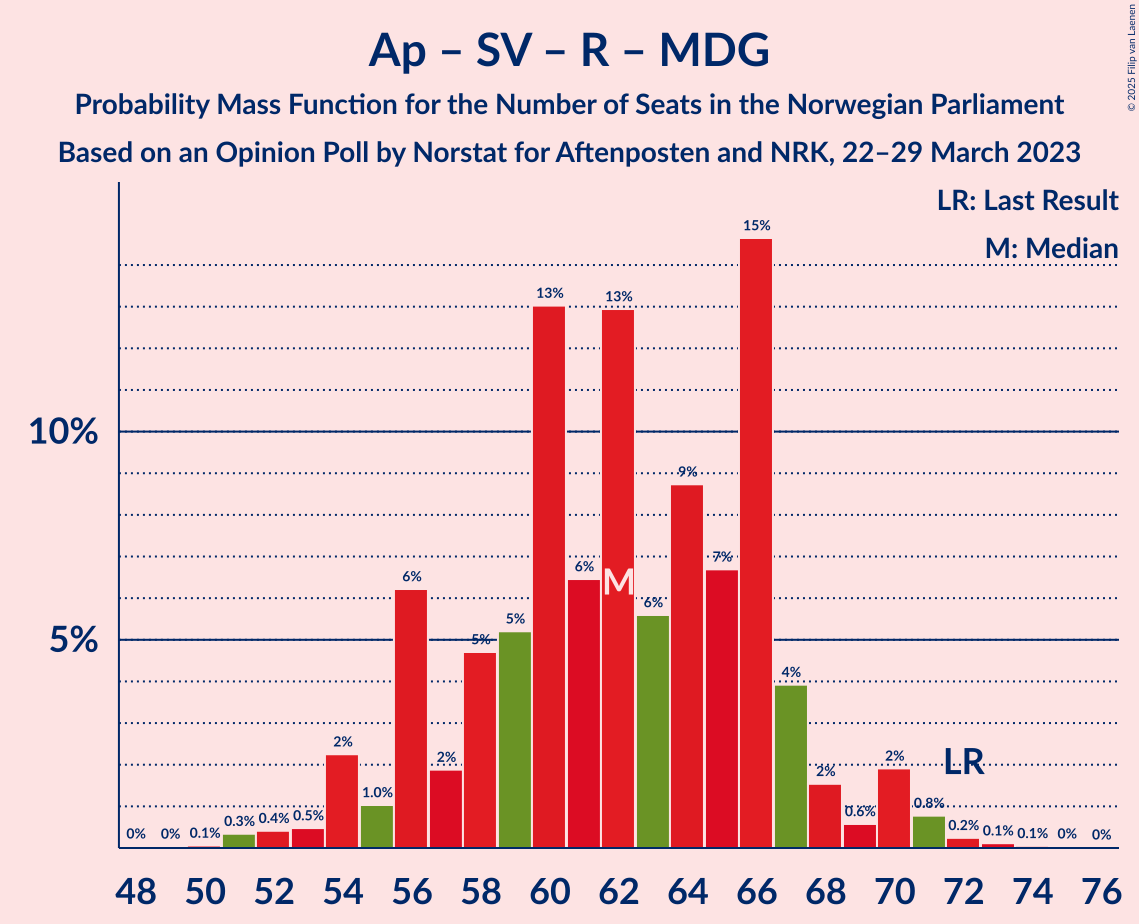 Ap – SV – R – MDG
Probability Mass Function for the Number of Seats in the Norwegian Parliament
Based on an Opinion Poll by Norstat for Aftenposten and NRK, 22–29 March 2023
© 2025 Filip van Laenen
LR: Last Result
M: Median
10%
5%
0% 0% 0.1% 0.3% 0.4% 0.5% 2% 1.0% 6% 2% 5% 5% 13% 6% 13% 6% 9% 7% 15% 4% 2% 0.6% 2% 0.8% 0.2% 0.1% 0.1% 0% 0%
M
LR
48 50 52 54 56 58 60 62 64 66 68 70 72 74 76